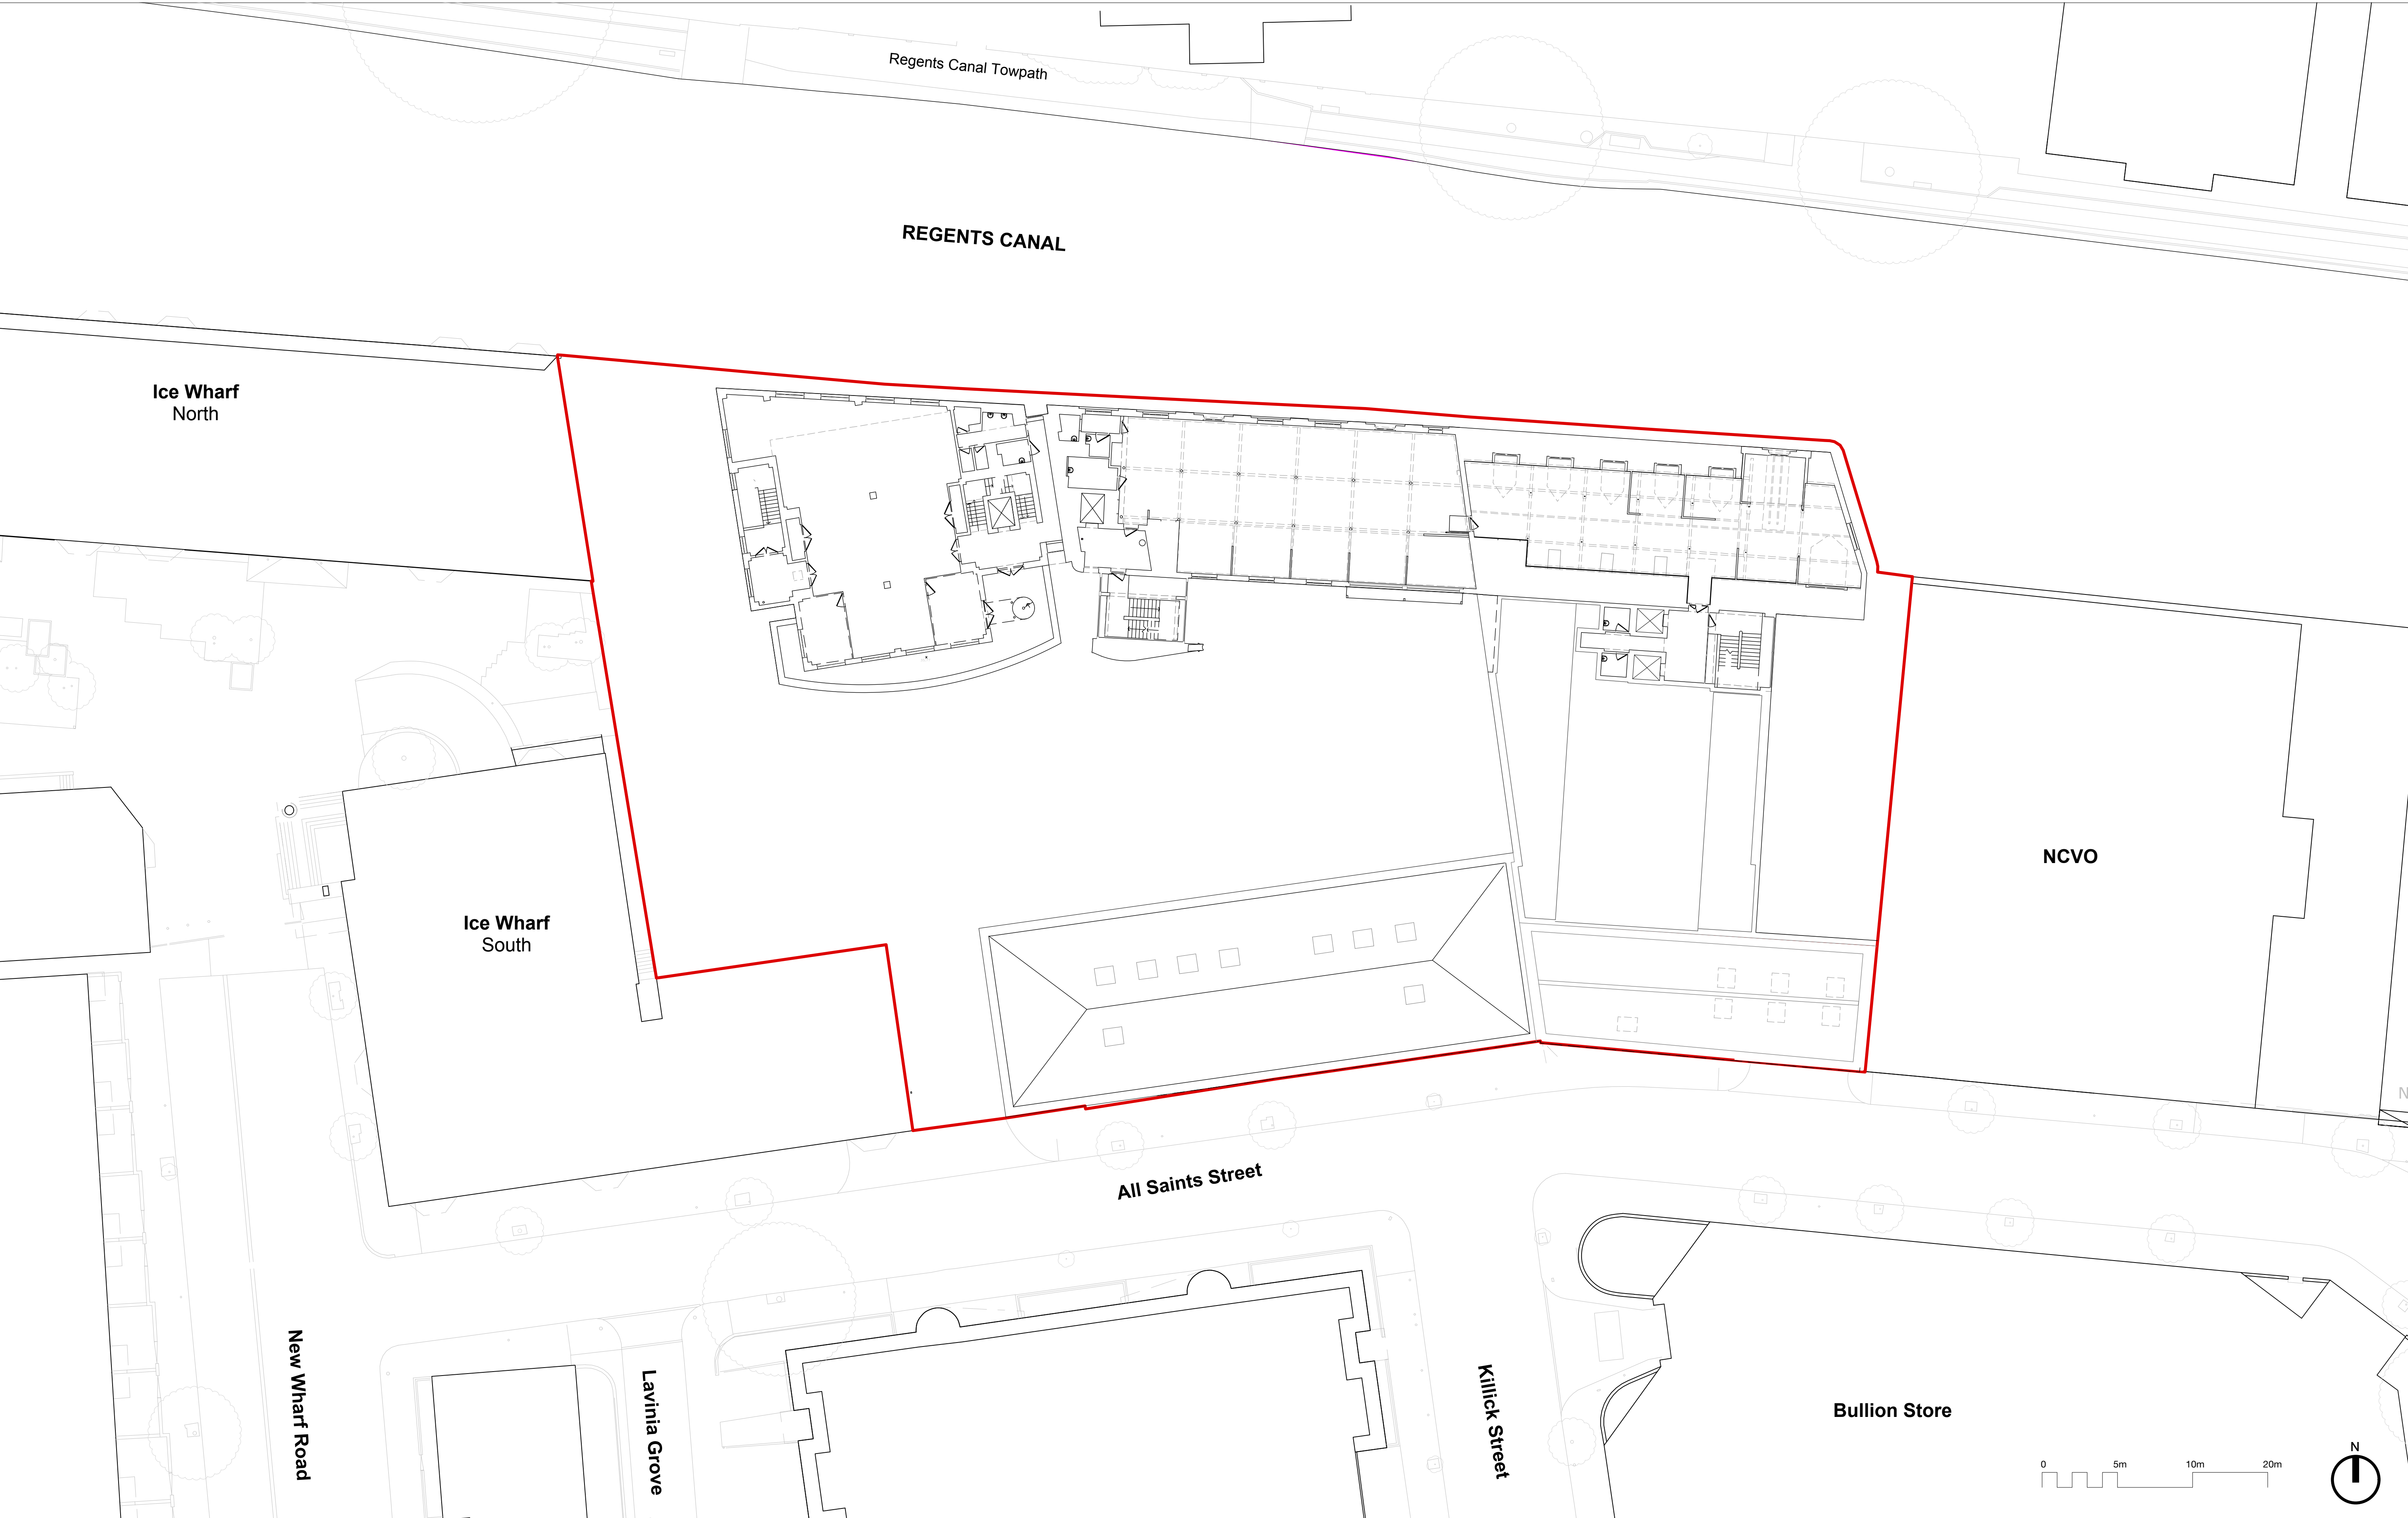 Regents Canal Towpath
REGENTS CANAL
Ice Wharf
North
NCVO
Ice Wharf
South
N
All Saints Street
New Wharf Road
Lavinia Grove
Killick Street
Bullion Store
0 5m 10m 20m
N